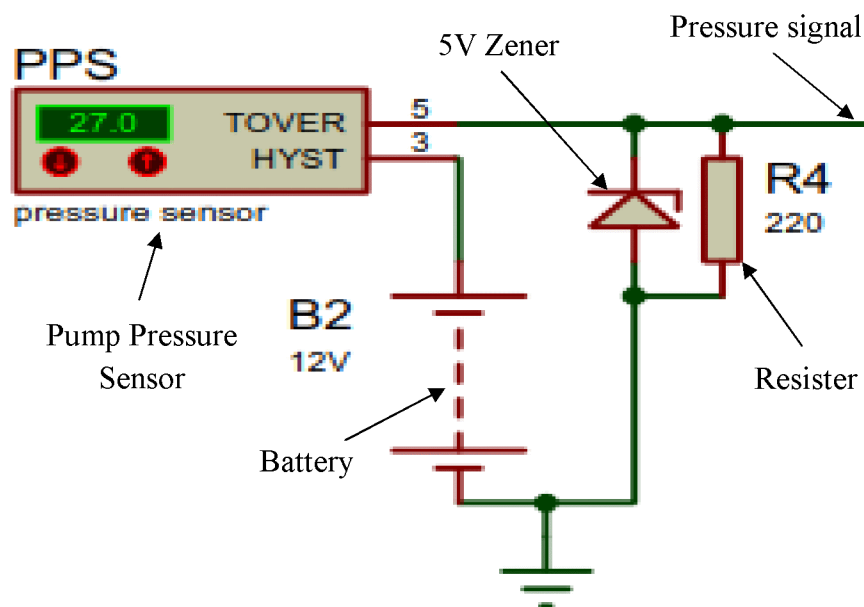 Pressure signal
5V Zener
PPS
27.0
TOVER
HYST
5
3
pressure sensor
R4
220
Pump Pressure
Sensor
B2
12V
Resister
Battery